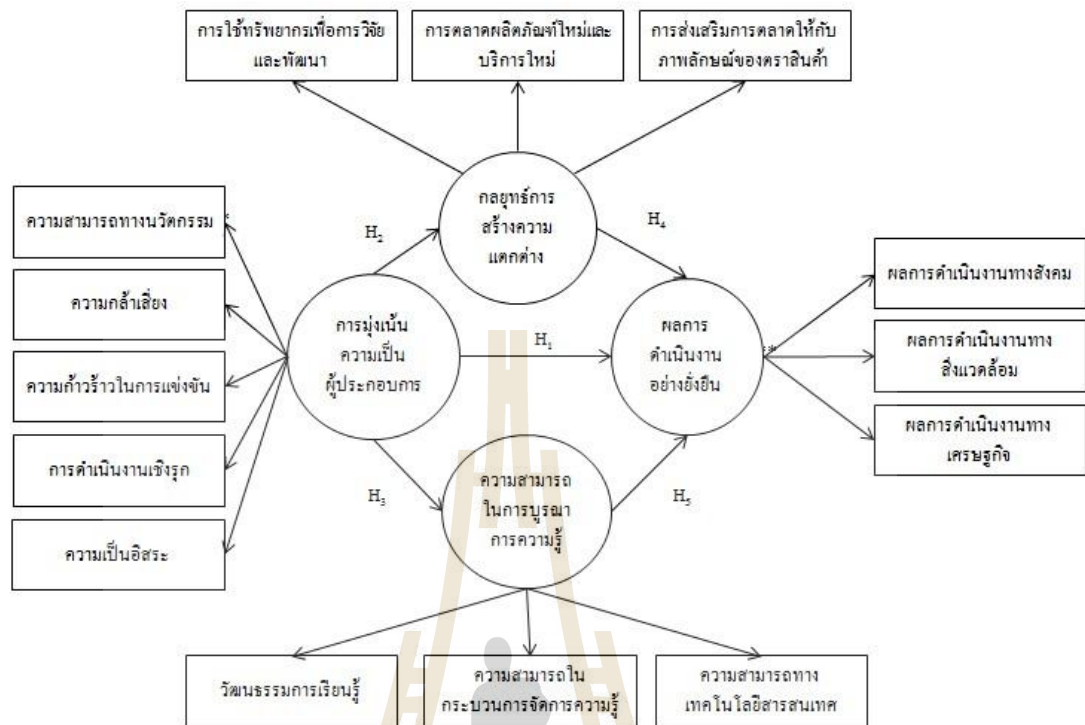 การใช้ทรัพยากรเพื่อการวิจัย
และพัฒนา
การตลาดผลิตภัณฑ์ใหม่และ
บริการใหม่
การส่งเสริมการตลาดให้กับ
ภาพลักษณ์ของตราสินค้า
กลยุทธ์การ
สร้างความ
แตกต่าง
ความสามารถทางนวัตกรรม
ความกล้าเสี่ยง
ความก้าวร้าวในการแข่งขัน
การดำเนินงานเชิงรุก
ความเป็นอิสระ
H2
H4
การมุ่งเน้น
ความเป็น
ผู้ประกอบการ
H1
ผลการ
ดำเนินงาน
อย่างยั่งยืน
ผลการดำเนินงานทางสังคม
ผลการดำเนินงานทาง
สิ่งแวดล้อม
ผลการดำเนินงานทาง
เศรษฐกิจ
H3
ความสามารถ
ในการบูรณา
การความรู้
H5
วัฒนธรรมการเรียนรู้
ความสามารถใน
กระบวนการจัดการความรู้
ความสามารถทาง
เทคโนโลยีสารสนเทศ